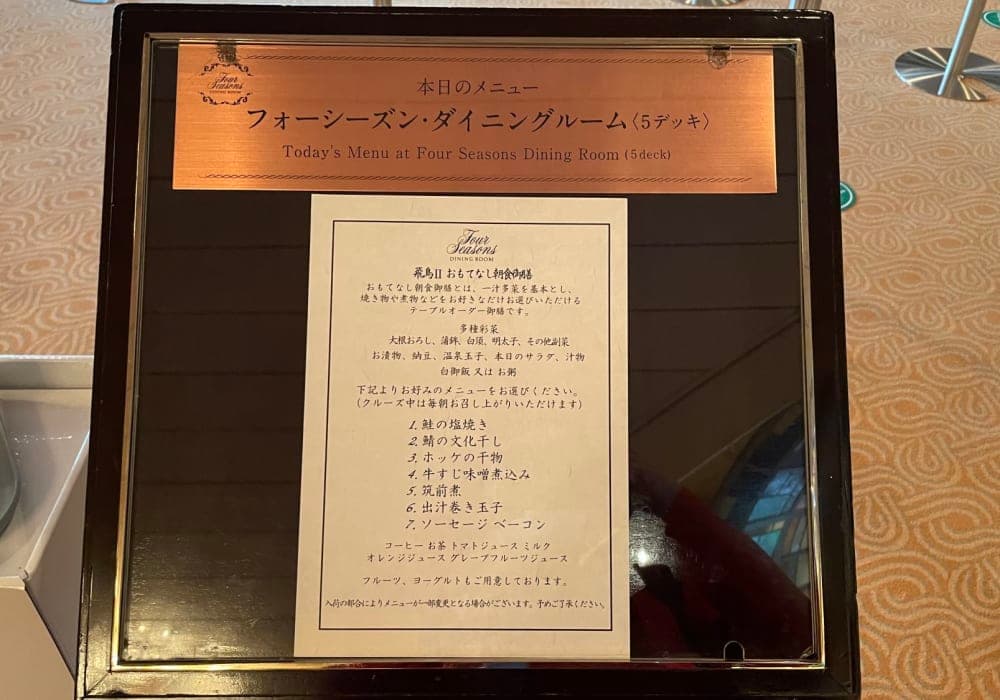 Four
Seasons
DINING ROOM
本日のメニュー
フォーシーズン・ダイニングルーム〈5デッキ〉
Today's Menu at Four Seasons Dining Room (5deck)
Four
Seasons
DINING ROOM
飛鳥II おもてなし朝食御膳
おもてなし朝食御膳とは、一汁多菜を基本とし、
焼き物や煮物などをお好きなだけお選びいただける
テーブルオーダー御膳です。
多種彩菜
大根おろし、蒲鉾、白須、明太子、その他副菜
お漬物、納豆、温泉玉子、本日のサラダ、汁物
白御飯 又は お粥
下記よりお好みのメニューをお選びください。
(クルーズ中は毎朝お召し上がりいただけます)
1. 鮭の塩焼き
2. 鯖の文化干し
3. ホッケの干物
4. 牛すじ味噌煮込み
5. 筑前煮
6. 出汁巻き玉子
7. ソーセージ ベーコン
コーヒー お茶 トマトジュース ミルク
オレンジジュース グレープフルーツジュース
フルーツ、ヨーグルトもご用意しております。
入荷の都合によりメニューが一部変更となる場合がございます。予めご了承ください。